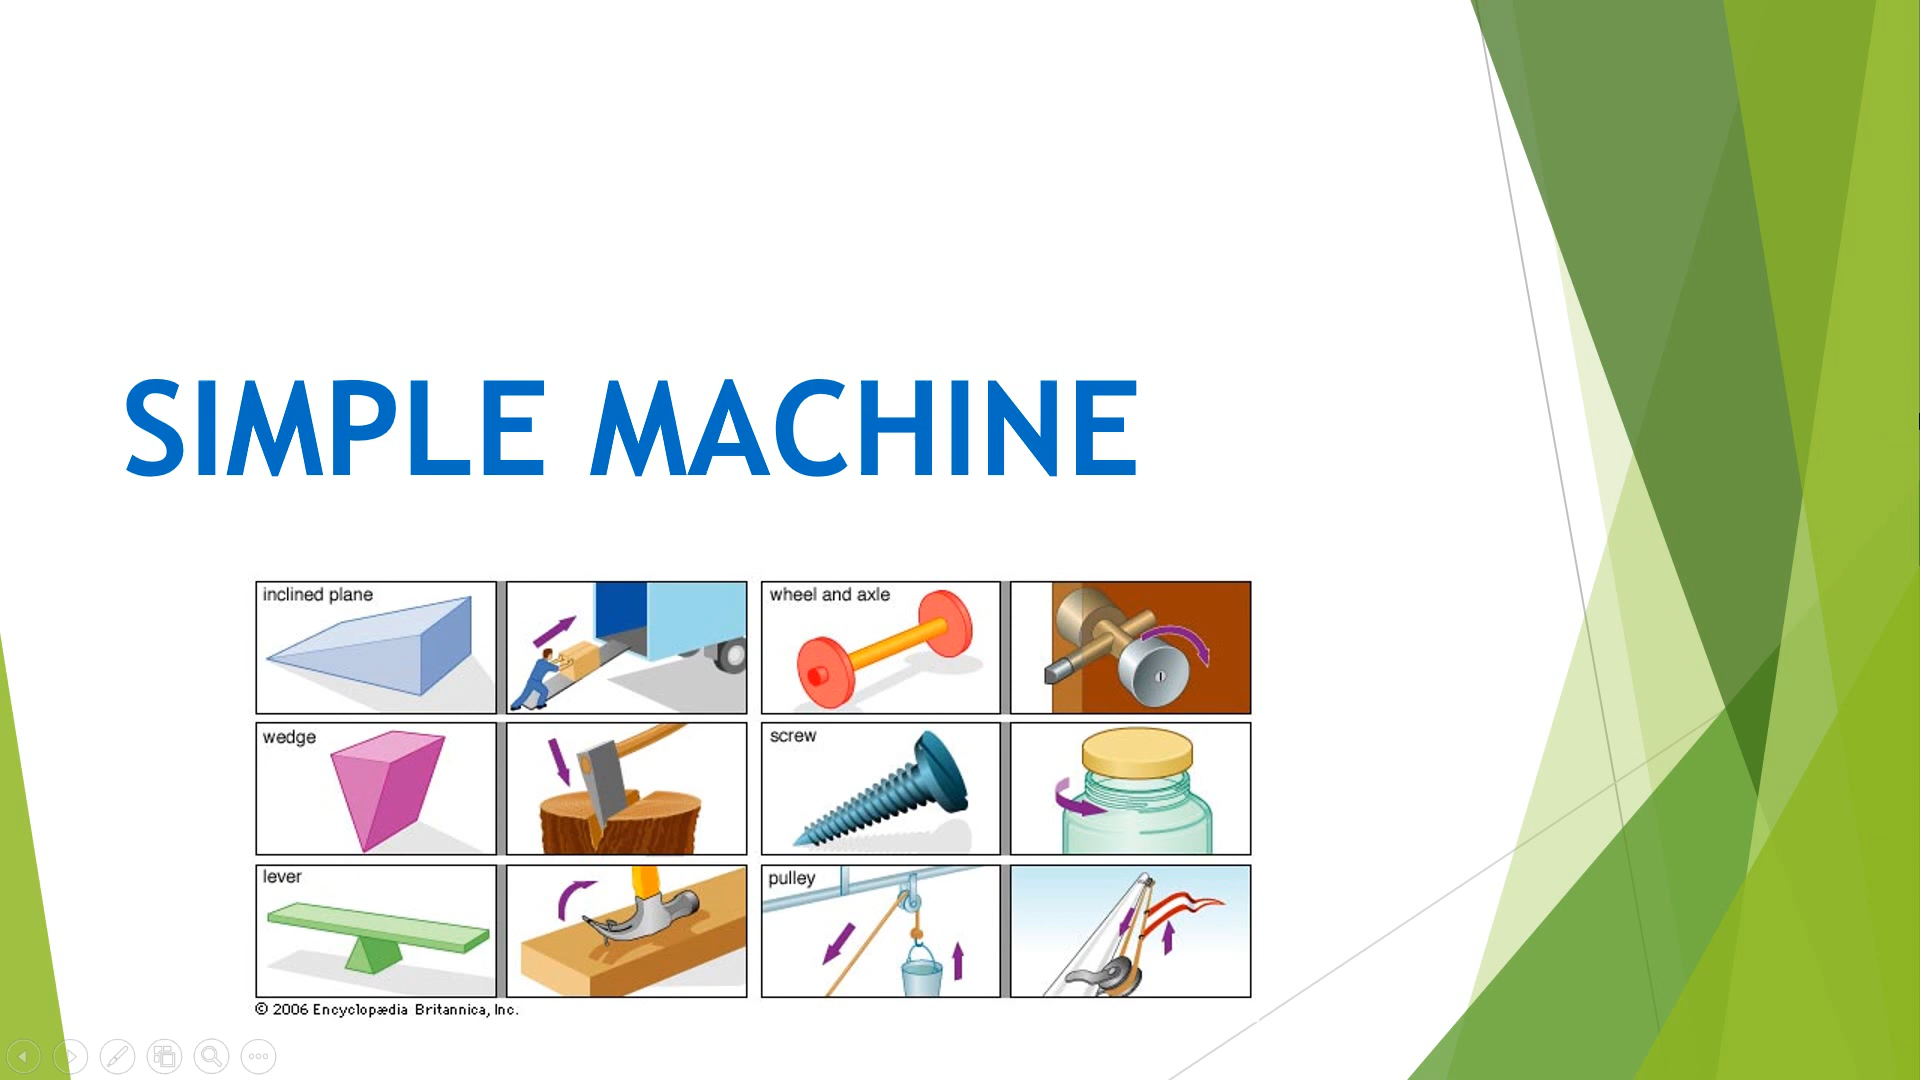 SIMPLE MACHINE
inclined plane
wheel and axle
wedge
screw
lever
pulley
© 2006 Encyclopædia Britannica, Inc.